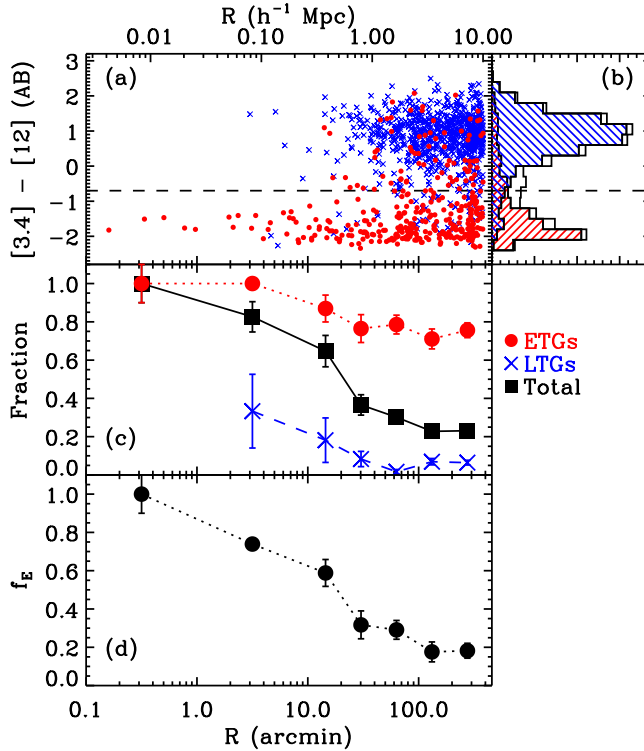 R (h⁻¹ Mpc)
0.01 0.10 1.00 10.00
(a) (b)
[3.4] − [12] (AB)
3
2
1
0
−1
−2
Fraction
1.0
0.8
0.6
0.4
0.2
0.0
(c)
ETGs
LTGs
Total
f_E
1.0
0.8
0.6
0.4
0.2
0.0
(d)
0.1 1.0 10.0 100.0
R (arcmin)